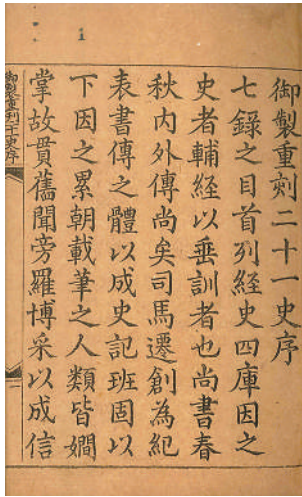 御製重刻二十一史序
七錄之目首列經史四庫因之
史者輔經以垂訓者也尚書春
秋內外傳尚矣司馬遷創為紀
表書傳之體以成史記班固以
下因之累朝載筆之人類皆嫺
掌故貫舊聞旁羅博采以成信
御製重刊二十一史序
一